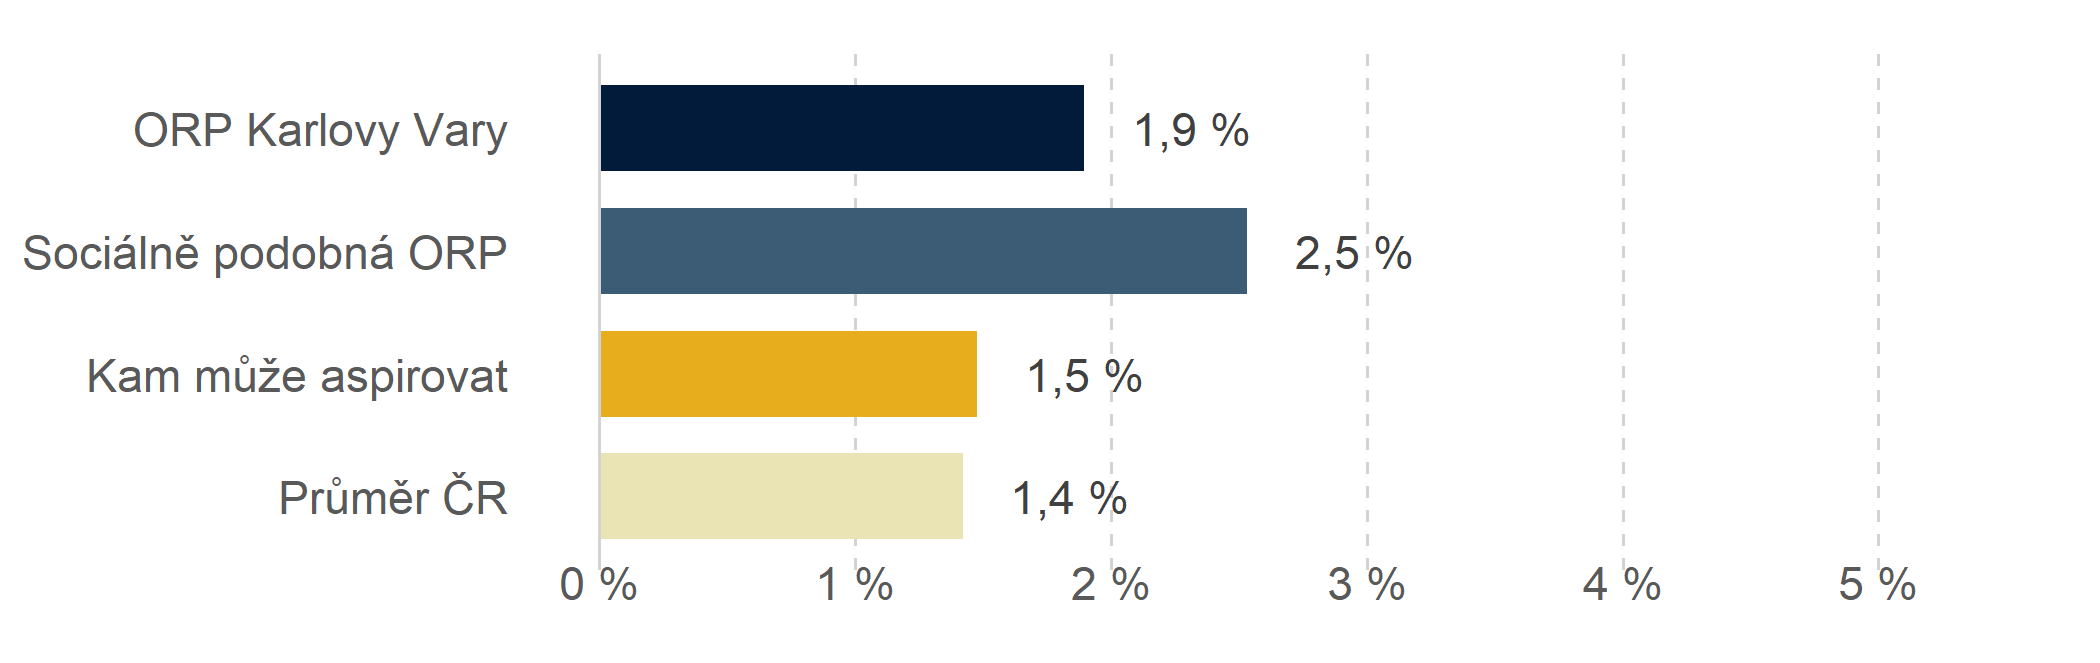 ORP Karlovy Vary
1,9 %
Sociálně podobná ORP
2,5 %
Kam může aspirovat
1,5 %
Průměr ČR
1,4 %
0 % 1 % 2 % 3 % 4 % 5 %